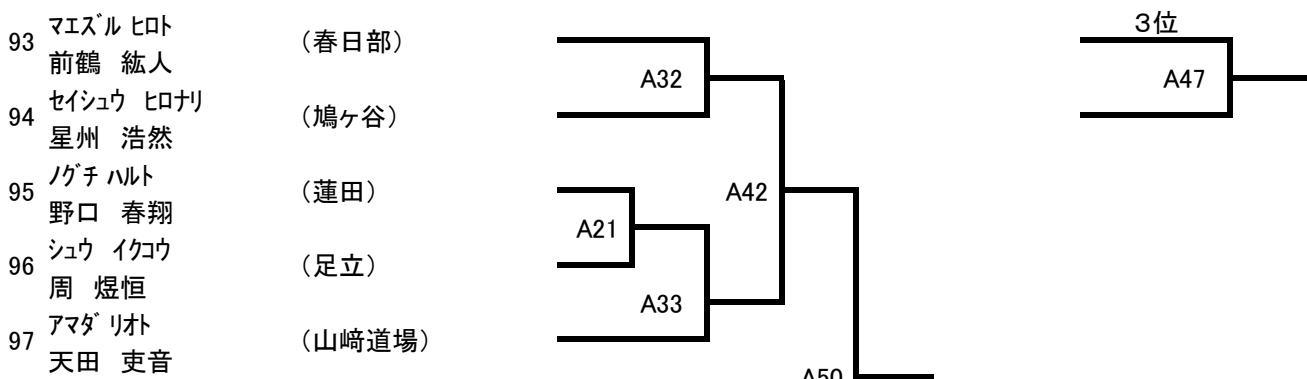 マエズル ヒロト
93 前鶴 紘人 (春日部)
セイシュウ ヒロナリ
94 星州 浩然 (鳩ヶ谷)
ノグチ ハルト
95 野口 春翔 (蓮田)
シュウ イクコウ
96 周 煜恒 (足立)
アマダ リオト
97 天田 吏音 (山﨑道場)
A32
A21
A33
A42
A50
3位
A47